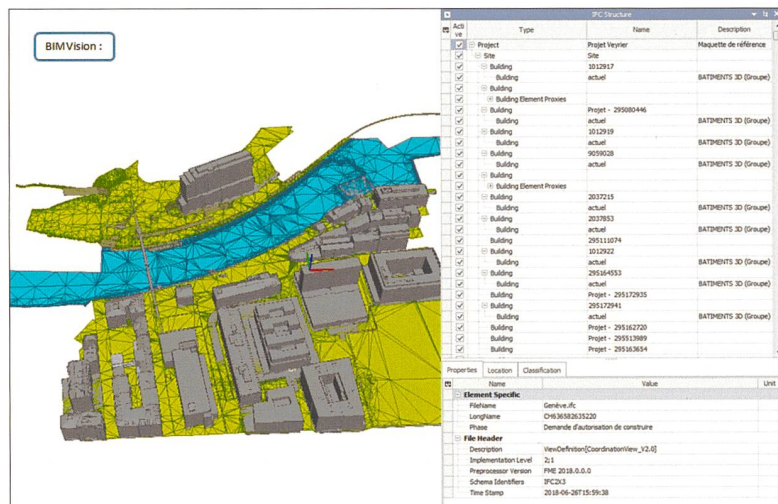 BIMVision :
IFC Structure
Active Type Name Description
Project Projet Veyrier Maquette de référence
Site Site
Building 1012917
Building actuel BATIMENTS 3D (Groupe)
Building
Building Element Proxies
Building Projet - 295080446
Building actuel BATIMENTS 3D (Groupe)
Building 1012919
Building actuel BATIMENTS 3D (Groupe)
Building 9059028
Building actuel BATIMENTS 3D (Groupe)
Building
Building Element Proxies
Building 2037215
Building actuel BATIMENTS 3D (Groupe)
Building 2037853
Building actuel BATIMENTS 3D (Groupe)
Building 295111074
Building 1012922
Building actuel BATIMENTS 3D (Groupe)
Building 295164553
Building actuel BATIMENTS 3D (Groupe)
Building Projet - 295172935
Building 295172941
Building actuel BATIMENTS 3D (Groupe)
Building Projet - 295162720
Building Projet - 295513989
Building Projet - 295163654
Properties Location Classification
Name Value Unit
Element Specific
FileName Genève.ifc
LongName CH636582635220
Phase Demande d'autorisation de construire
File Header
Description ViewDefinition[CoordinationView_V2.0]
Implementation Level 2;1
Preprocessor Version FME 2018.0.0.0
Schema Identifiers IFC2X3
Time Stamp 2018-06-26T15:59:38